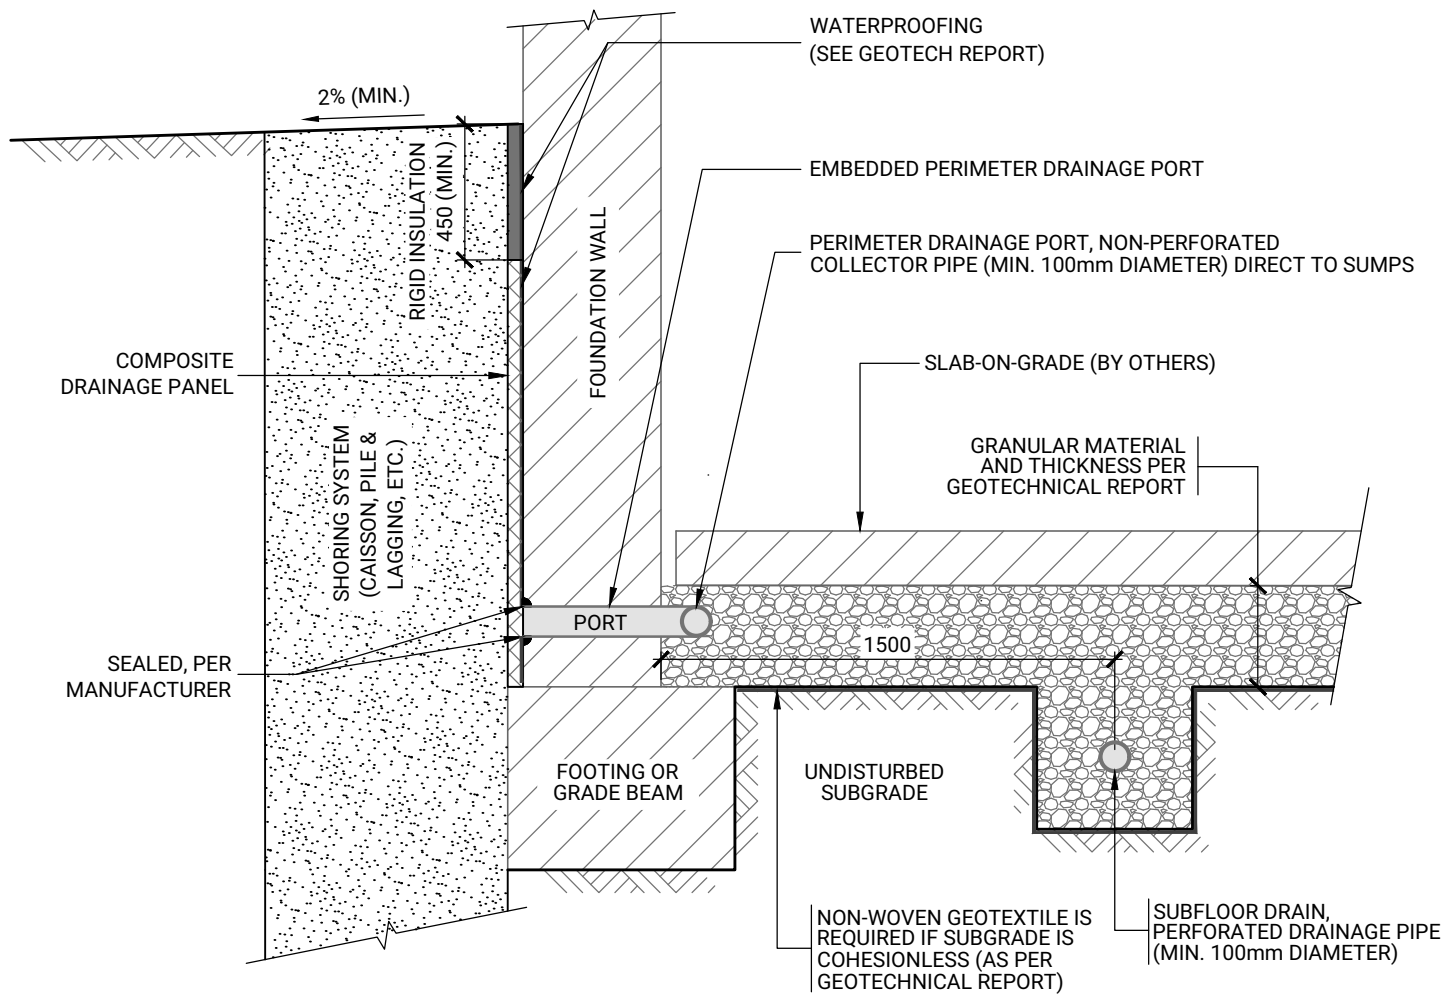 WATERPROOFING
(SEE GEOTECH REPORT)
2% (MIN.)
RIGID INSULATION
450 (MIN.)
EMBEDDED PERIMETER DRAINAGE PORT
FOUNDATION WALL
PERIMETER DRAINAGE PORT, NON-PERFORATED
COLLECTOR PIPE (MIN. 100mm DIAMETER) DIRECT TO SUMPS
COMPOSITE
DRAINAGE PANEL
SLAB-ON-GRADE (BY OTHERS)
SHORING SYSTEM
(CAISSON, PILE &
LAGGING, ETC.)
GRANULAR MATERIAL
AND THICKNESS PER
GEOTECHNICAL REPORT
PORT
1500
SEALED, PER
MANUFACTURER
FOOTING OR
GRADE BEAM
UNDISTURBED
SUBGRADE
NON-WOVEN GEOTEXTILE IS
REQUIRED IF SUBGRADE IS
COHESIONLESS (AS PER
GEOTECHNICAL REPORT)
SUBFLOOR DRAIN,
PERFORATED DRAINAGE PIPE
(MIN. 100mm DIAMETER)